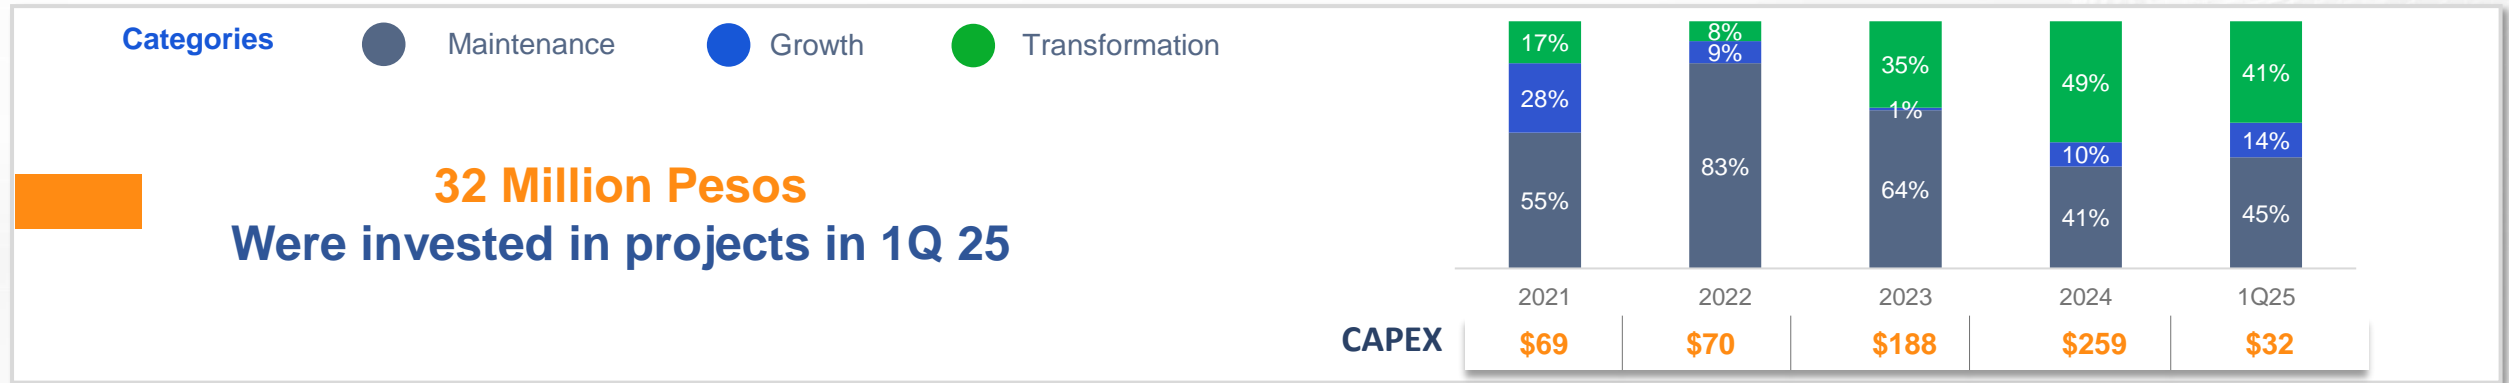 Categories Maintenance Growth Transformation
32 Million Pesos
Were invested in projects in 1Q 25
17% 8% 35% 49% 41%
28% 9% 1% 10% 14%
55% 83% 64% 41% 45%
2021 2022 2023 2024 1Q25
CAPEX $69 $70 $188 $259 $32